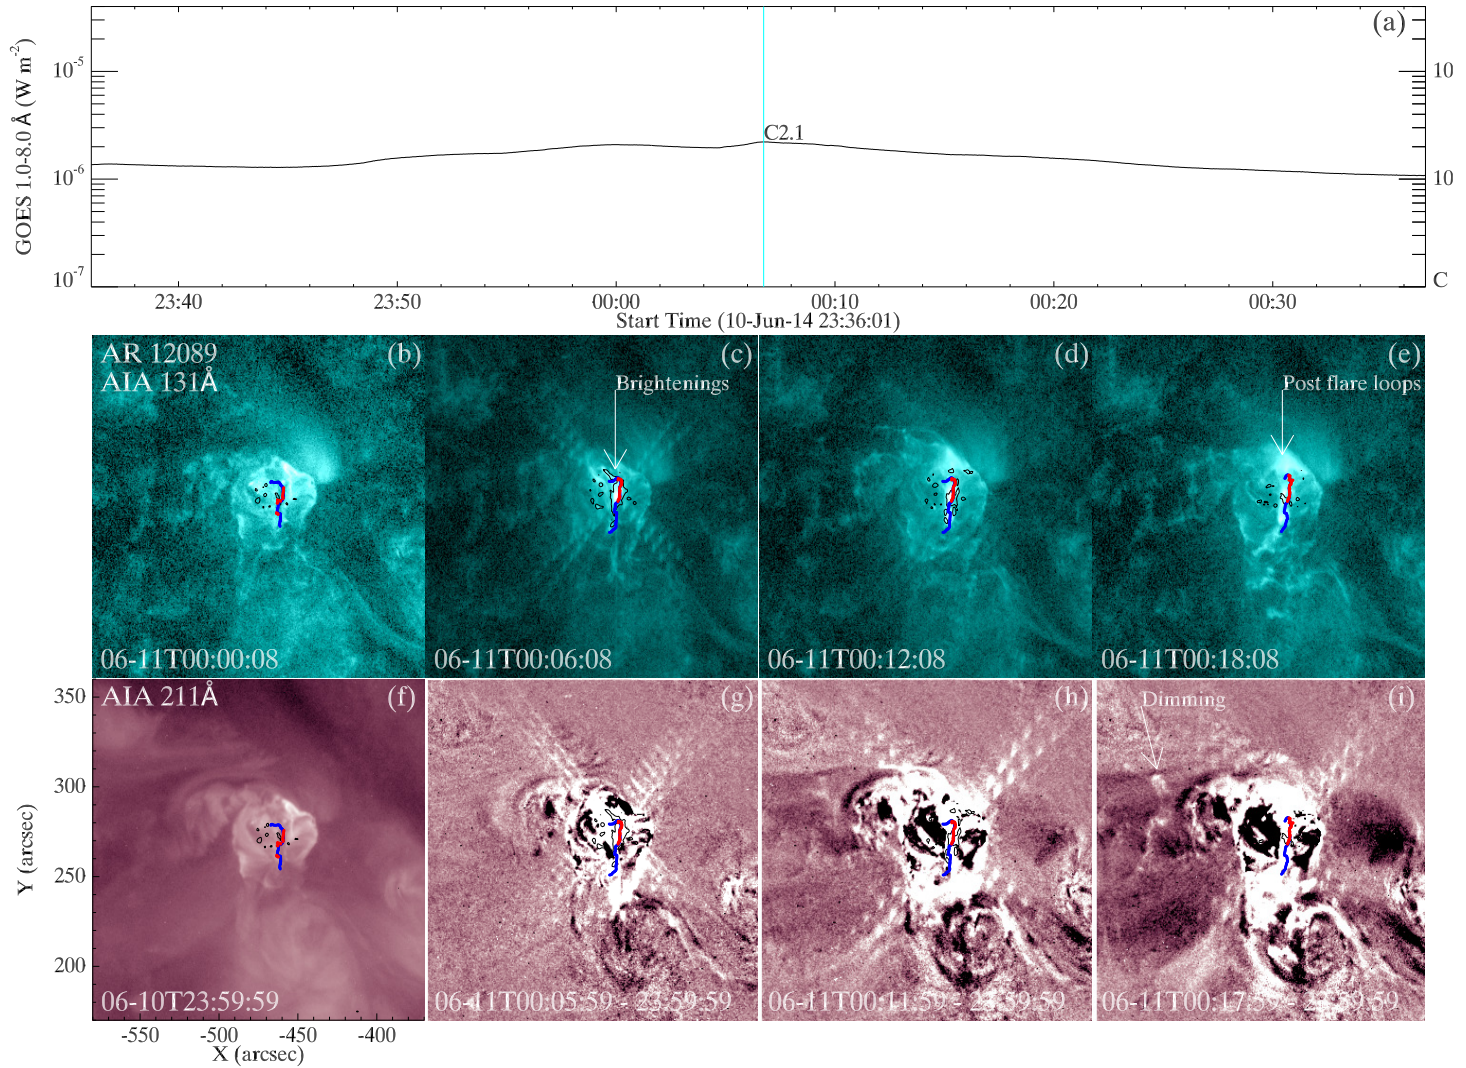 (a)
GOES 1.0-8.0 Å (W m-2)
10-5
10-6
10-7
10
10
C
C2.1
23:40 23:50 00:00 00:10 00:20 00:30
Start Time (10-Jun-14 23:36:01)
AR 12089 (b)
AIA 131Å
06-11T00:00:08
(c)
Brightenings
06-11T00:06:08
(d)
06-11T00:12:08
(e)
Post flare loops
06-11T00:18:08
AIA 211Å (f)
06-10T23:59:59
(g)
06-11T00:05:59 - 23:59:59
(h)
06-11T00:11:59 - 23:59:59
Dimming (i)
06-11T00:17:59 - 23:59:59
350
300
250
200
Y (arcsec)
-550 -500 -450 -400
X (arcsec)